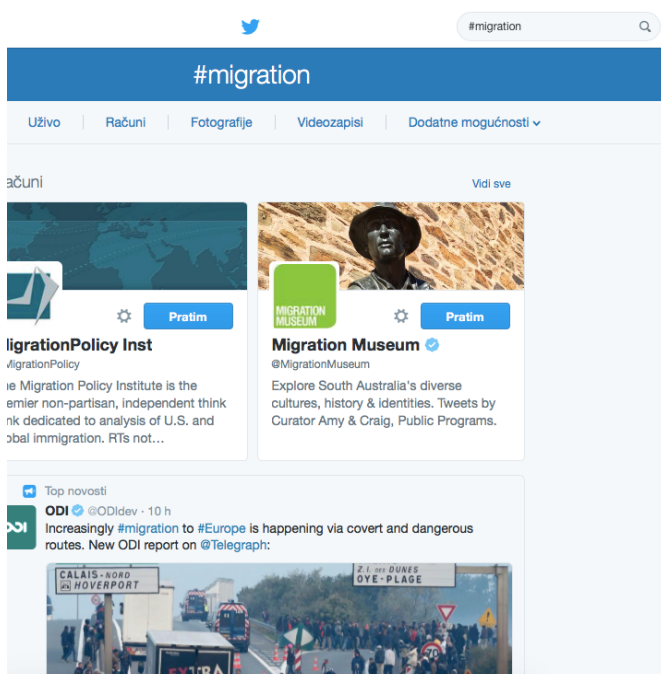 #migration
#migration
Uživo
Računi
Fotografije
Videozapisi
Dodatne mogućnosti
ačuni
Vidi sve
Pratim
MIGRATION
MUSEUM
Pratim
igrationPolicy Inst
MigrationPolicy
e Migration Policy Institute is the
emier non-partisan, independent think
nk dedicated to analysis of U.S. and
obal immigration. RTs not...
Migration Museum
@MigrationMuseum
Explore South Australia's diverse
cultures, history & identities. Tweets by
Curator Amy & Craig, Public Programs.
Top novosti
ODI @ODIdev · 10 h
Increasingly #migration to #Europe is happening via covert and dangerous
routes. New ODI report on @Telegraph:
CALAIS-NORD
HOVERPORT
Z.I. DES DUNES
OYE-PLAGE
70
EXTRA